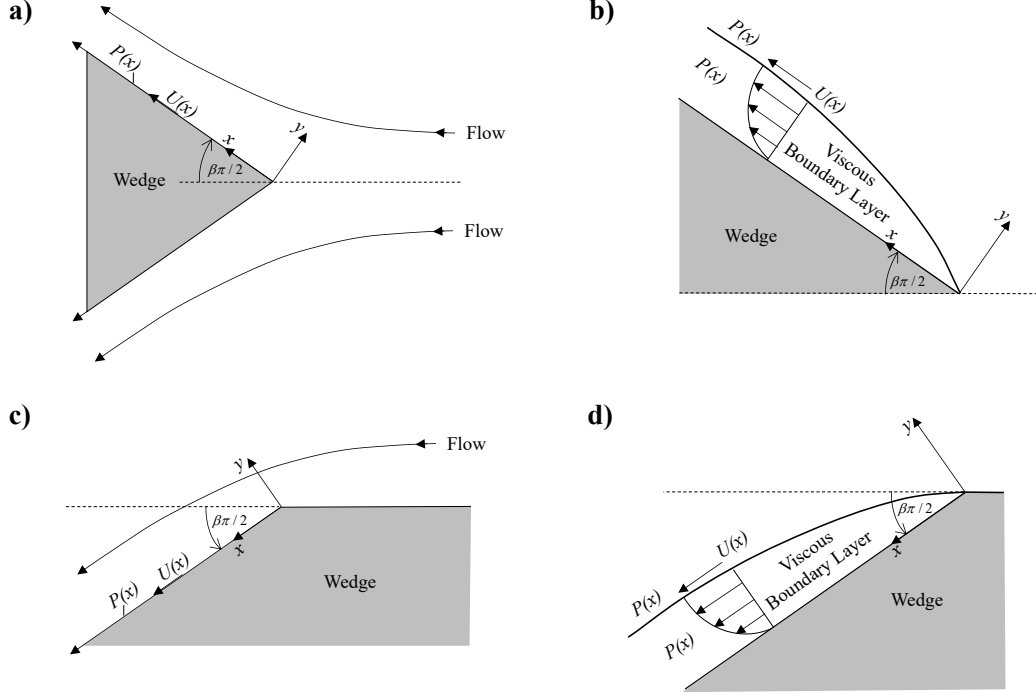 a)
P(x)
U(x)
x
y
Flow
Wedge
βπ / 2
Flow
b)
P(x)
P(x)
U(x)
Viscous
Boundary Layer
y
x
Wedge
βπ / 2
c)
Flow
y
βπ / 2
x
U(x)
P(x)
Wedge
d)
y
βπ / 2
x
U(x)
Viscous
Boundary Layer
P(x)
P(x)
Wedge